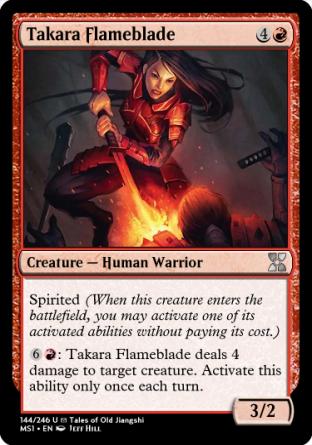 Takara Flameblade 4
Creature — Human Warrior
Spirited (When this creature enters the
battlefield, you may activate one of its
activated abilities without paying its cost.)
6 : Takara Flameblade deals 4
damage to target creature. Activate this
ability only once each turn.
3/2
144/246 U Tales of Old Jiangshi
MS1 • EN Jeff Hill